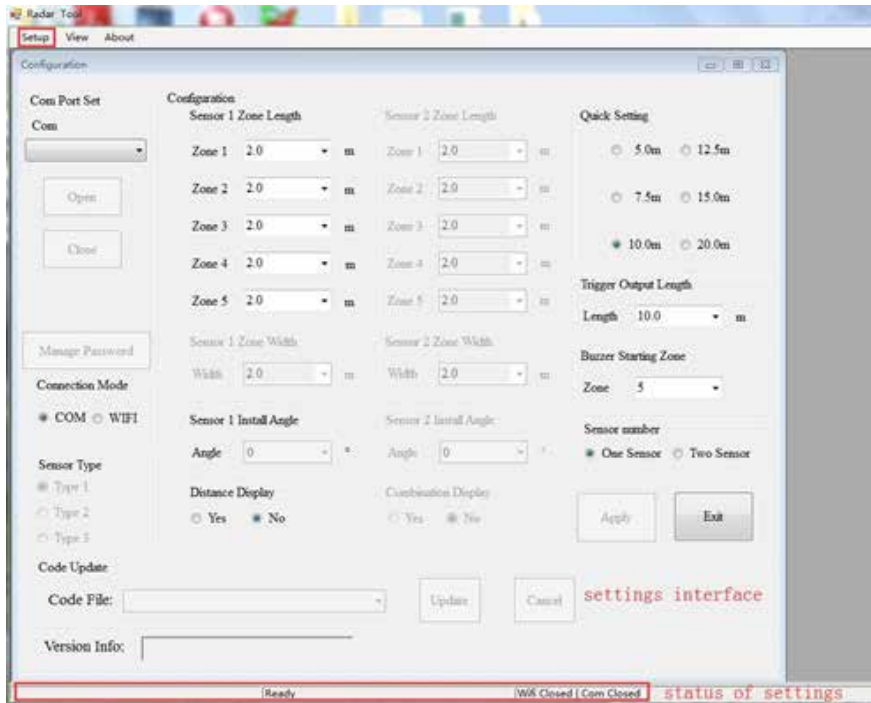 Radar Tool
Setup View About
Configuration
Com Port Set
Com
Open
Close
Manage Password
Connection Mode
COM WIFI
Sensor Type
Type 1
Type 2
Type 3
Configuration
Sensor 1 Zone Length
Zone 1 2.0 m
Zone 2 2.0 m
Zone 3 2.0 m
Zone 4 2.0 m
Zone 5 2.0 m
Sensor 1 Zone Width
Width 2.0 m
Sensor 1 Install Angle
Angle 0 °
Distance Display
Yes No
Sensor 2 Zone Length
Zone 1 2.0 m
Zone 2 2.0 m
Zone 3 2.0 m
Zone 4 2.0 m
Zone 5 2.0 m
Sensor 2 Zone Width
Width 2.0 m
Sensor 2 Install Angle
Angle 0 °
Combination Display
Yes No
Quick Setting
5.0m 12.5m
7.5m 15.0m
10.0m 20.0m
Trigger Output Length
Length 10.0 m
Buzzer Starting Zone
Zone 5
Sensor number
One Sensor Two Sensor
Apply Exit
Code Update
Code File: Update Cancel
settings interface
Version Info:
Ready Wifi Closed | Com Closed
status of settings